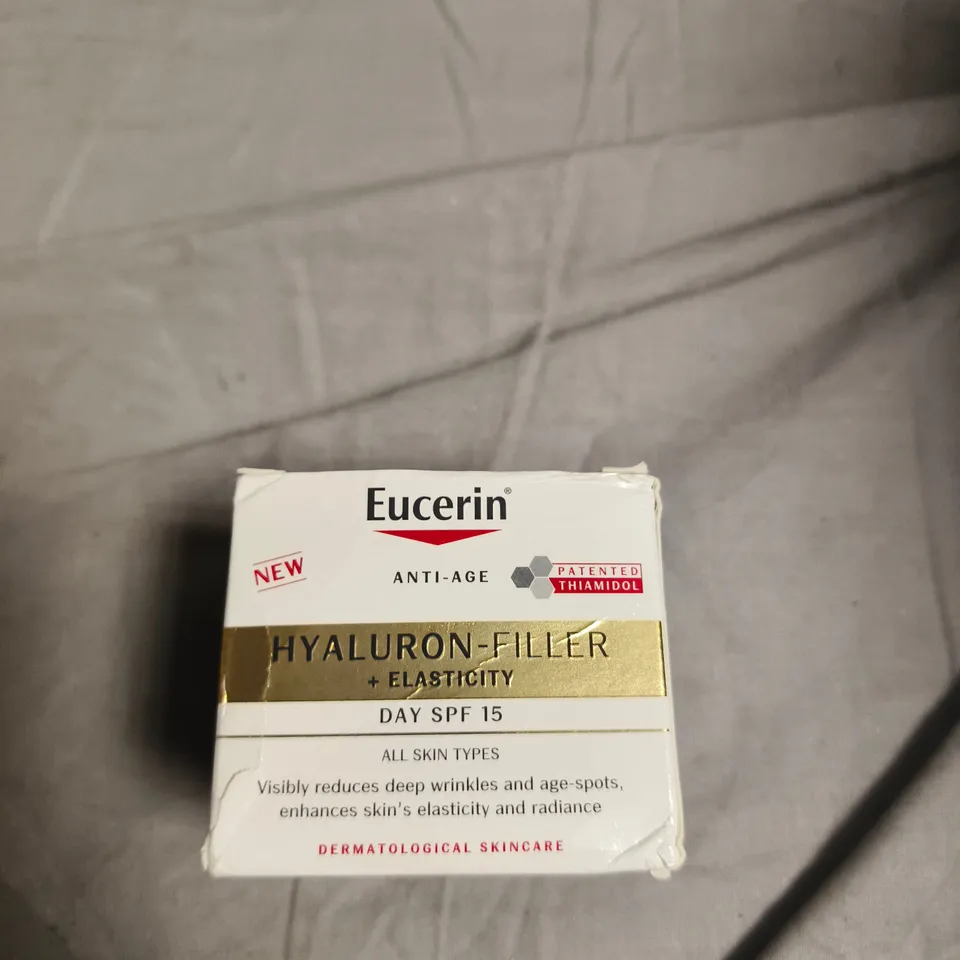 Eucerin®
NEW
ANTI-AGE
PATENTED
THIAMIDOL
HYALURON-FILLER
+ ELASTICITY
DAY SPF 15
ALL SKIN TYPES
Visibly reduces deep wrinkles and age-spots,
enhances skin's elasticity and radiance
DERMATOLOGICAL SKINCARE